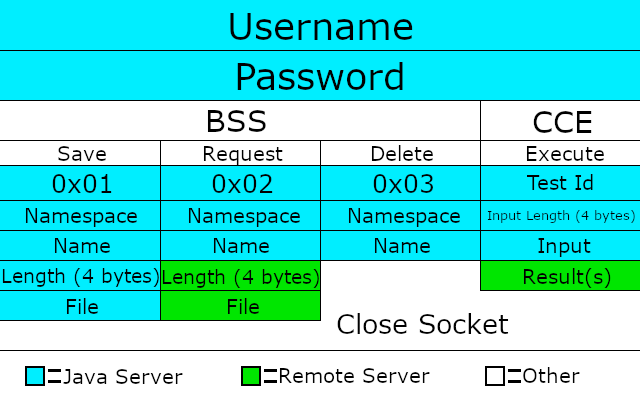 Username
Password
BSS CCE
Save Request Delete Execute
0x01 0x02 0x03 Test Id
Namespace Namespace Namespace Input Length (4 bytes)
Name Name Name Input
Length (4 bytes) Length (4 bytes) Result(s)
File File
Close Socket
=Java Server =Remote Server =Other